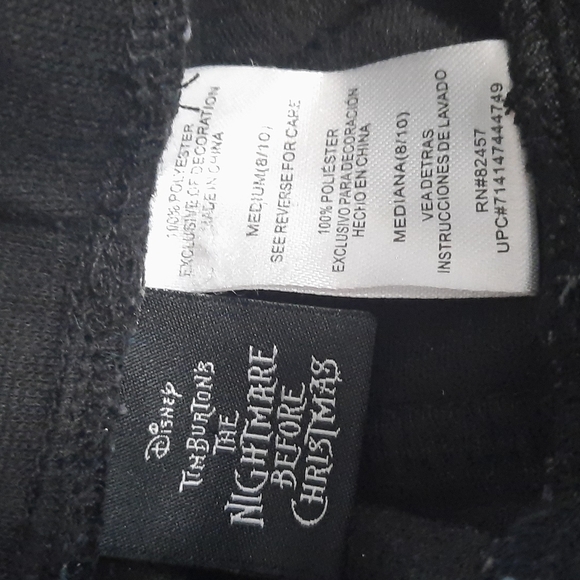 100% POLYESTER
EXCLUSIVE OF DECORATION
MADE IN CHINA
MEDIUM(8/10)
SEE REVERSE FOR CARE
100% POLIÉSTER
EXCLUSIVO PARA DECORACIÓN
HECHO EN CHINA
MEDIANA(8/10)
VEA DETRAS
INSTRUCCIONES DE LAVADO
RN#82457
UPC#714147444749
Disney
TIM BURTON'S
THE
NIGHTMARE
BEFORE
CHRISTMAS